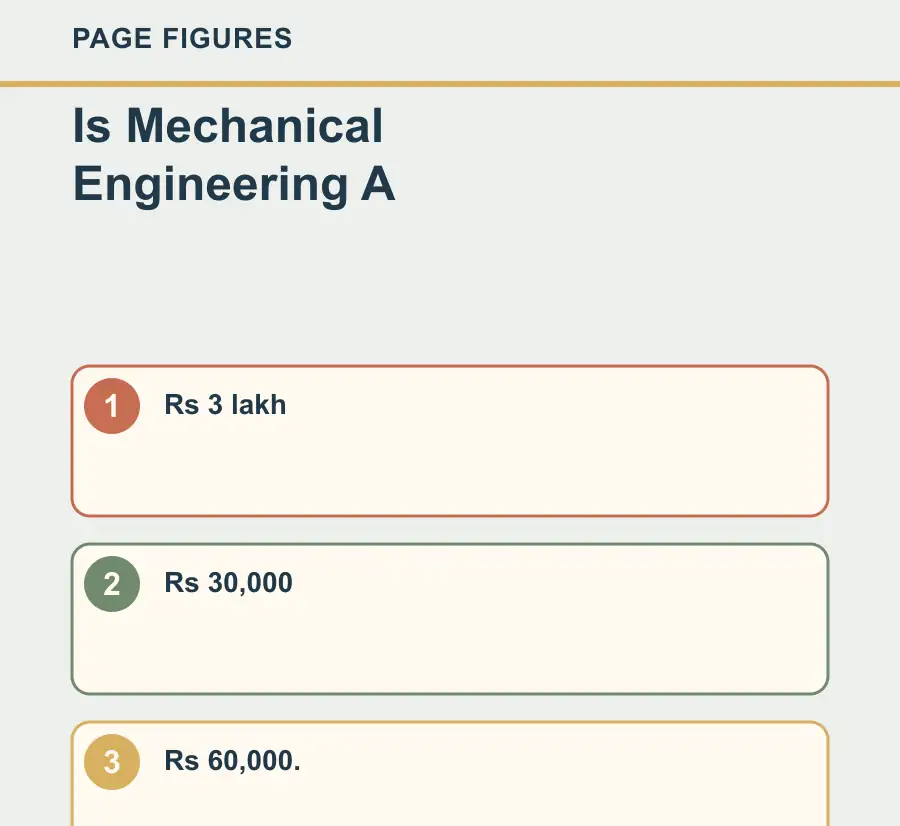 PAGE FIGURES
Is Mechanical
Engineering A
1 Rs 3 lakh
2 Rs 30,000
3 Rs 60,000.